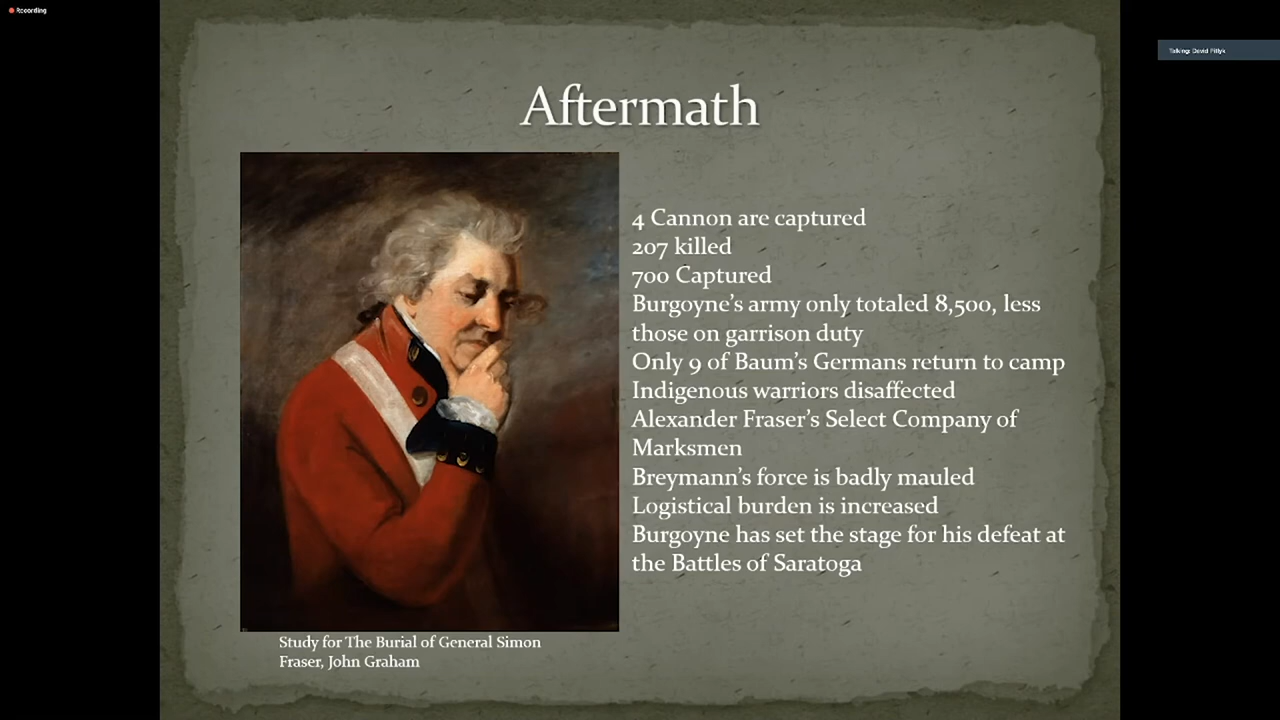 Recording
Talking: David Pitlyk
Aftermath
4 Cannon are captured
207 killed
700 Captured
Burgoyne's army only totaled 8,500, less
those on garrison duty
Only 9 of Baum's Germans return to camp
Indigenous warriors disaffected
Alexander Fraser's Select Company of
Marksmen
Breymann's force is badly mauled
Logistical burden is increased
Burgoyne has set the stage for his defeat at
the Battles of Saratoga
Study for The Burial of General Simon
Fraser, John Graham